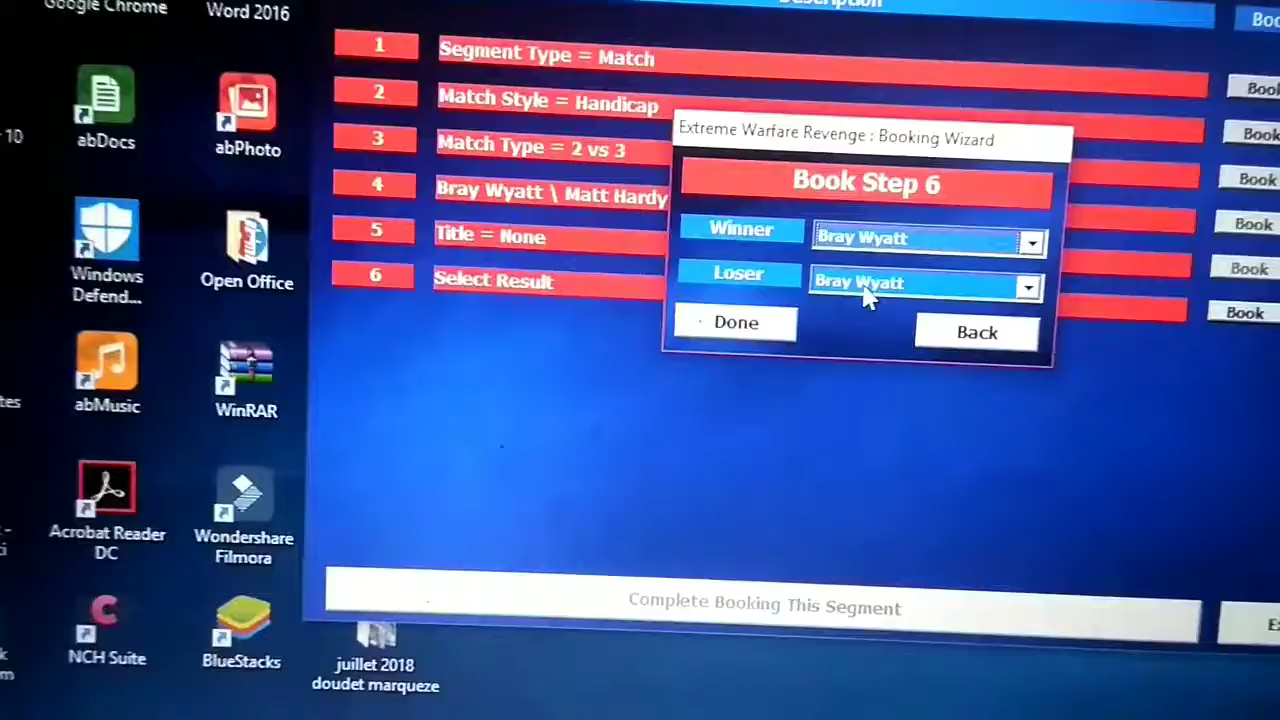 Google Chrome
Word 2016
Description
1
Segment Type = Match
Book
2
Match Style = Handicap
Book
3
Match Type = 2 vs 3
Book
4
Bray Wyatt \ Matt Hardy
Book
5
Title = None
Book
6
Select Result
Book
Extreme Warfare Revenge : Booking Wizard
Book Step 6
Winner
Bray Wyatt
Loser
Bray Wyatt
Done
Back
Complete Booking This Segment
10
abDocs
abPhoto
Windows
Defend...
Open Office
abMusic
WinRAR
Acrobat Reader
DC
Wondershare
Filmora
NCH Suite
BlueStacks
juillet 2018
doudet marqueze